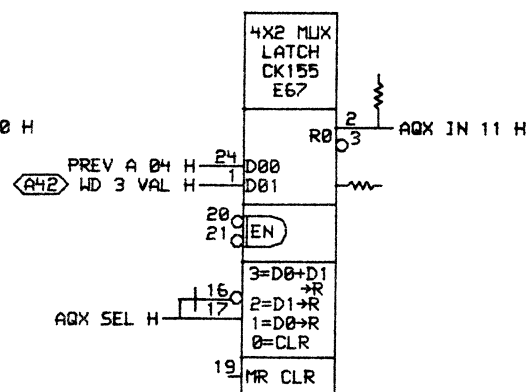 4X2 MUX
LATCH
CK155
E67
0 H
2
R0 3 AQX IN 11 H
PREV A 04 H 24 D00
A42 WD 3 VAL H 1 D01
20
21 EN
3=D0+D1
→R
16 2=D1→R
17 1=D0→R
AQX SEL H 0=CLR
19 MR CLR